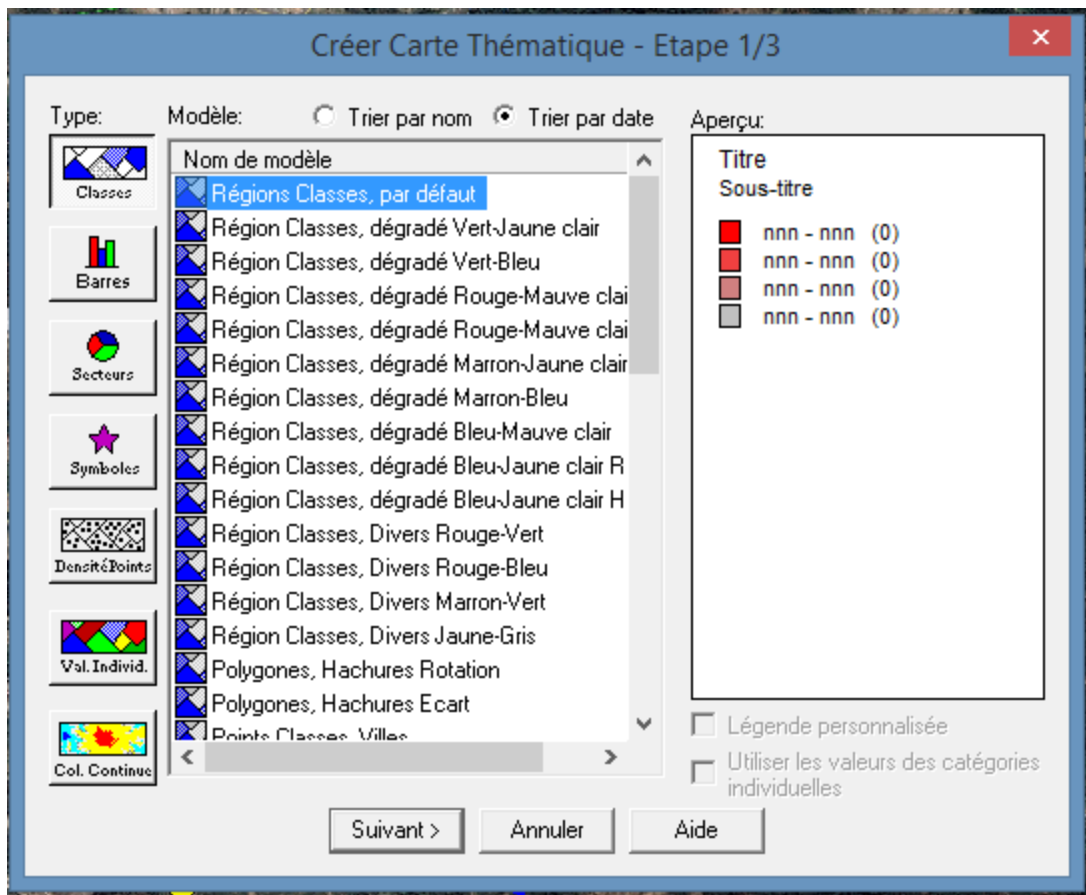 Créer Carte Thématique - Etape 1/3
Type:
Classes
Barres
Secteurs
Symboles
DensitéPoints
Val. Individ.
Col. Continue
Modèle:
Trier par nom
Trier par date
Nom de modèle
Régions Classes, par défaut
Région Classes, dégradé Vert-Jaune clair
Région Classes, dégradé Vert-Bleu
Région Classes, dégradé Rouge-Mauve clai
Région Classes, dégradé Rouge-Mauve clai
Région Classes, dégradé Marron-Jaune clair
Région Classes, dégradé Marron-Bleu
Région Classes, dégradé Bleu-Mauve clair
Région Classes, dégradé Bleu-Jaune clair R
Région Classes, dégradé Bleu-Jaune clair H
Région Classes, Divers Rouge-Vert
Région Classes, Divers Rouge-Bleu
Région Classes, Divers Marron-Vert
Région Classes, Divers Jaune-Gris
Polygones, Hachures Rotation
Polygones, Hachures Ecart
Points Classes, Villes
Aperçu:
Titre
Sous-titre
nnn - nnn (0)
nnn - nnn (0)
nnn - nnn (0)
nnn - nnn (0)
Légende personnalisée
Utiliser les valeurs des catégories
individuelles
Suivant >
Annuler
Aide